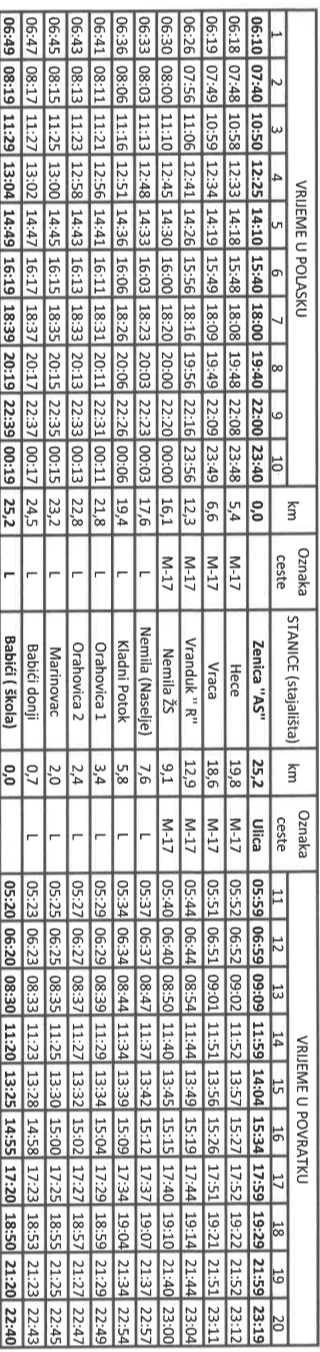 VRIJEME U POLASKU km Oznaka ceste STANICE (stajališta) km Oznaka ceste VRIJEME U POVRATKU
1 2 3 4 5 6 7 8 9 10 11 12 13 14 15 16 17 18 19 20
06:10 07:40 10:50 12:25 14:10 15:40 18:00 19:40 22:00 23:40 0,0 Zenica "AS" 25,2 Ulica 05:59 06:59 09:09 11:59 14:04 15:34 17:59 19:29 21:59 23:19
06:18 07:48 10:58 12:33 14:18 15:48 18:08 19:48 22:08 23:48 5,4 M-17 Hece 19,8 M-17 05:52 06:52 09:02 11:52 13:57 15:27 17:52 19:22 21:52 23:12
06:19 07:49 10:59 12:34 14:19 15:49 18:09 19:49 22:09 23:49 6,6 M-17 Vraca 18,6 M-17 05:51 06:51 09:01 11:51 13:56 15:26 17:51 19:21 21:51 23:11
06:26 07:56 11:06 12:41 14:26 15:56 18:16 19:56 22:16 23:56 12,3 M-17 Vranduk "R" 12,9 M-17 05:44 06:44 08:54 11:44 13:49 15:19 17:44 19:14 21:44 23:04
06:30 08:00 11:10 12:45 14:30 16:00 18:20 20:00 22:20 00:00 16,1 M-17 Nemila ŽS 9,1 M-17 05:40 06:40 08:50 11:40 13:45 15:15 17:40 19:10 21:40 23:00
06:33 08:03 11:13 12:48 14:33 16:03 18:23 20:03 22:23 00:03 17,6 L Nemila (Naselje) 7,6 L 05:37 06:37 08:47 11:37 13:42 15:12 17:37 19:07 21:37 22:57
06:36 08:06 11:16 12:51 14:36 16:06 18:26 20:06 22:26 00:06 19,4 L Kladni Potok 5,8 L 05:34 06:34 08:44 11:34 13:39 15:09 17:34 19:04 21:34 22:54
06:41 08:11 11:21 12:56 14:41 16:11 18:31 20:11 22:31 00:11 21,8 L Orahovica 1 3,4 L 05:29 06:29 08:39 11:29 13:34 15:04 17:29 18:59 21:29 22:49
06:43 08:13 11:23 12:58 14:43 16:13 18:33 20:13 22:33 00:13 22,8 L Orahovica 2 2,4 L 05:27 06:27 08:37 11:27 13:32 15:02 17:27 18:57 21:27 22:47
06:45 08:15 11:25 13:00 14:45 16:15 18:35 20:15 22:35 00:15 23,2 L Marinovac 2,0 L 05:25 06:25 08:35 11:25 13:30 15:00 17:25 18:55 21:25 22:45
06:47 08:17 11:27 13:02 14:47 16:17 18:37 20:17 22:37 00:17 24,5 L Babići donji 0,7 L 05:23 06:23 08:33 11:23 13:28 14:58 17:23 18:53 21:23 22:43
06:49 08:19 11:29 13:04 14:49 16:19 18:39 20:19 22:39 00:19 25,2 L Babići ( škola) 0,0 05:20 06:20 08:30 11:20 13:25 14:55 17:20 18:50 21:20 22:40